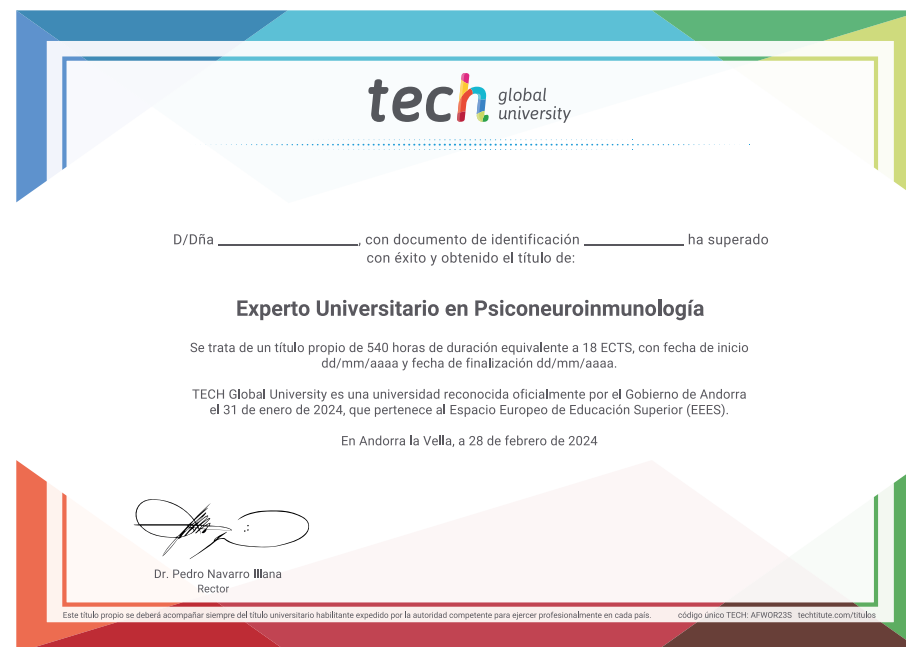 tech global university
D/Dña ____________________, con documento de identificación ______________ ha superado
con éxito y obtenido el título de:
Experto Universitario en Psiconeuroinmunología
Se trata de un título propio de 540 horas de duración equivalente a 18 ECTS, con fecha de inicio
dd/mm/aaaa y fecha de finalización dd/mm/aaaa.
TECH Global University es una universidad reconocida oficialmente por el Gobierno de Andorra
el 31 de enero de 2024, que pertenece al Espacio Europeo de Educación Superior (EEES).
En Andorra la Vella, a 28 de febrero de 2024
Dr. Pedro Navarro Illana
Rector
Este título propio se deberá acompañar siempre del título universitario habilitante expedido por la autoridad competente para ejercer profesionalmente en cada país. código único TECH: AFWOR23S techtitute.com/titulos